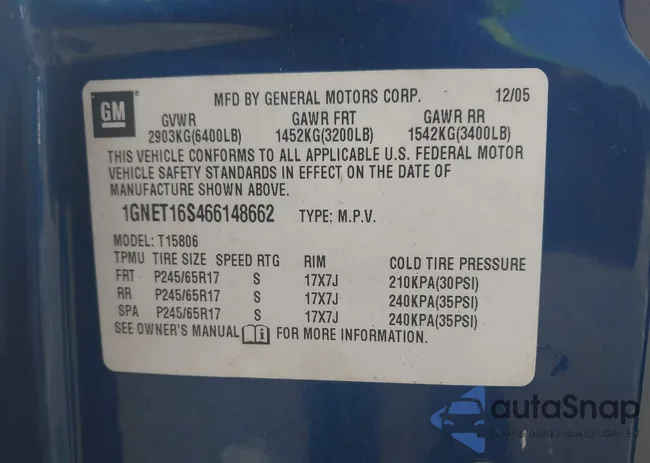 GM
MFD BY GENERAL MOTORS CORP. 12/05
GVWR GAWR FRT GAWR RR
2903KG(6400LB) 1452KG(3200LB) 1542KG(3400LB)
THIS VEHICLE CONFORMS TO ALL APPLICABLE U.S. FEDERAL MOTOR
VEHICLE SAFETY STANDARDS IN EFFECT ON THE DATE OF
MANUFACTURE SHOWN ABOVE.
1GNET16S466148662 TYPE: M.P.V.
MODEL: T15806
TPMU TIRE SIZE SPEED RTG RIM COLD TIRE PRESSURE
FRT P245/65R17 S 17X7J 210KPA(30PSI)
RR P245/65R17 S 17X7J 240KPA(35PSI)
SPA P245/65R17 S 17X7J 240KPA(35PSI)
SEE OWNER'S MANUAL FOR MORE INFORMATION.
autaSnap
USA